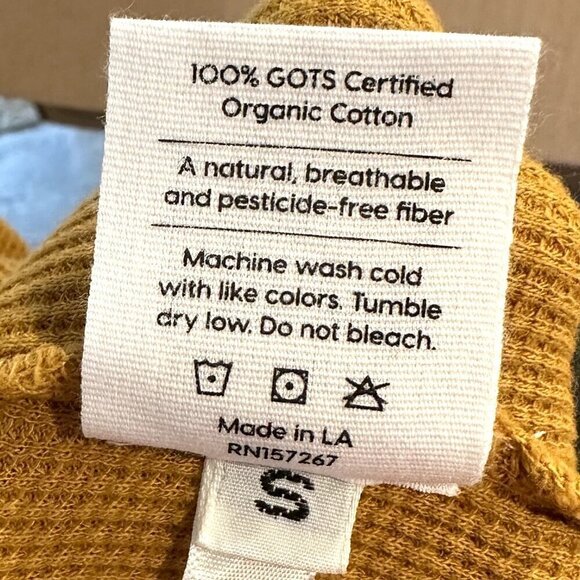 100% GOTS Certified
Organic Cotton
A natural, breathable
and pesticide-free fiber
Machine wash cold
with like colors. Tumble
dry low. Do not bleach.
Made in LA
RN157267
S